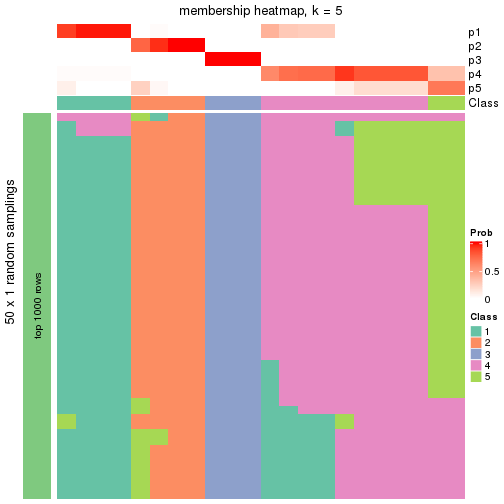 membership heatmap, k = 5
p1
p2
p3
p4
p5
Class
50 x 1 random samplings
top 1000 rows
Prob
1
0.5
0
Class
1
2
3
4
5